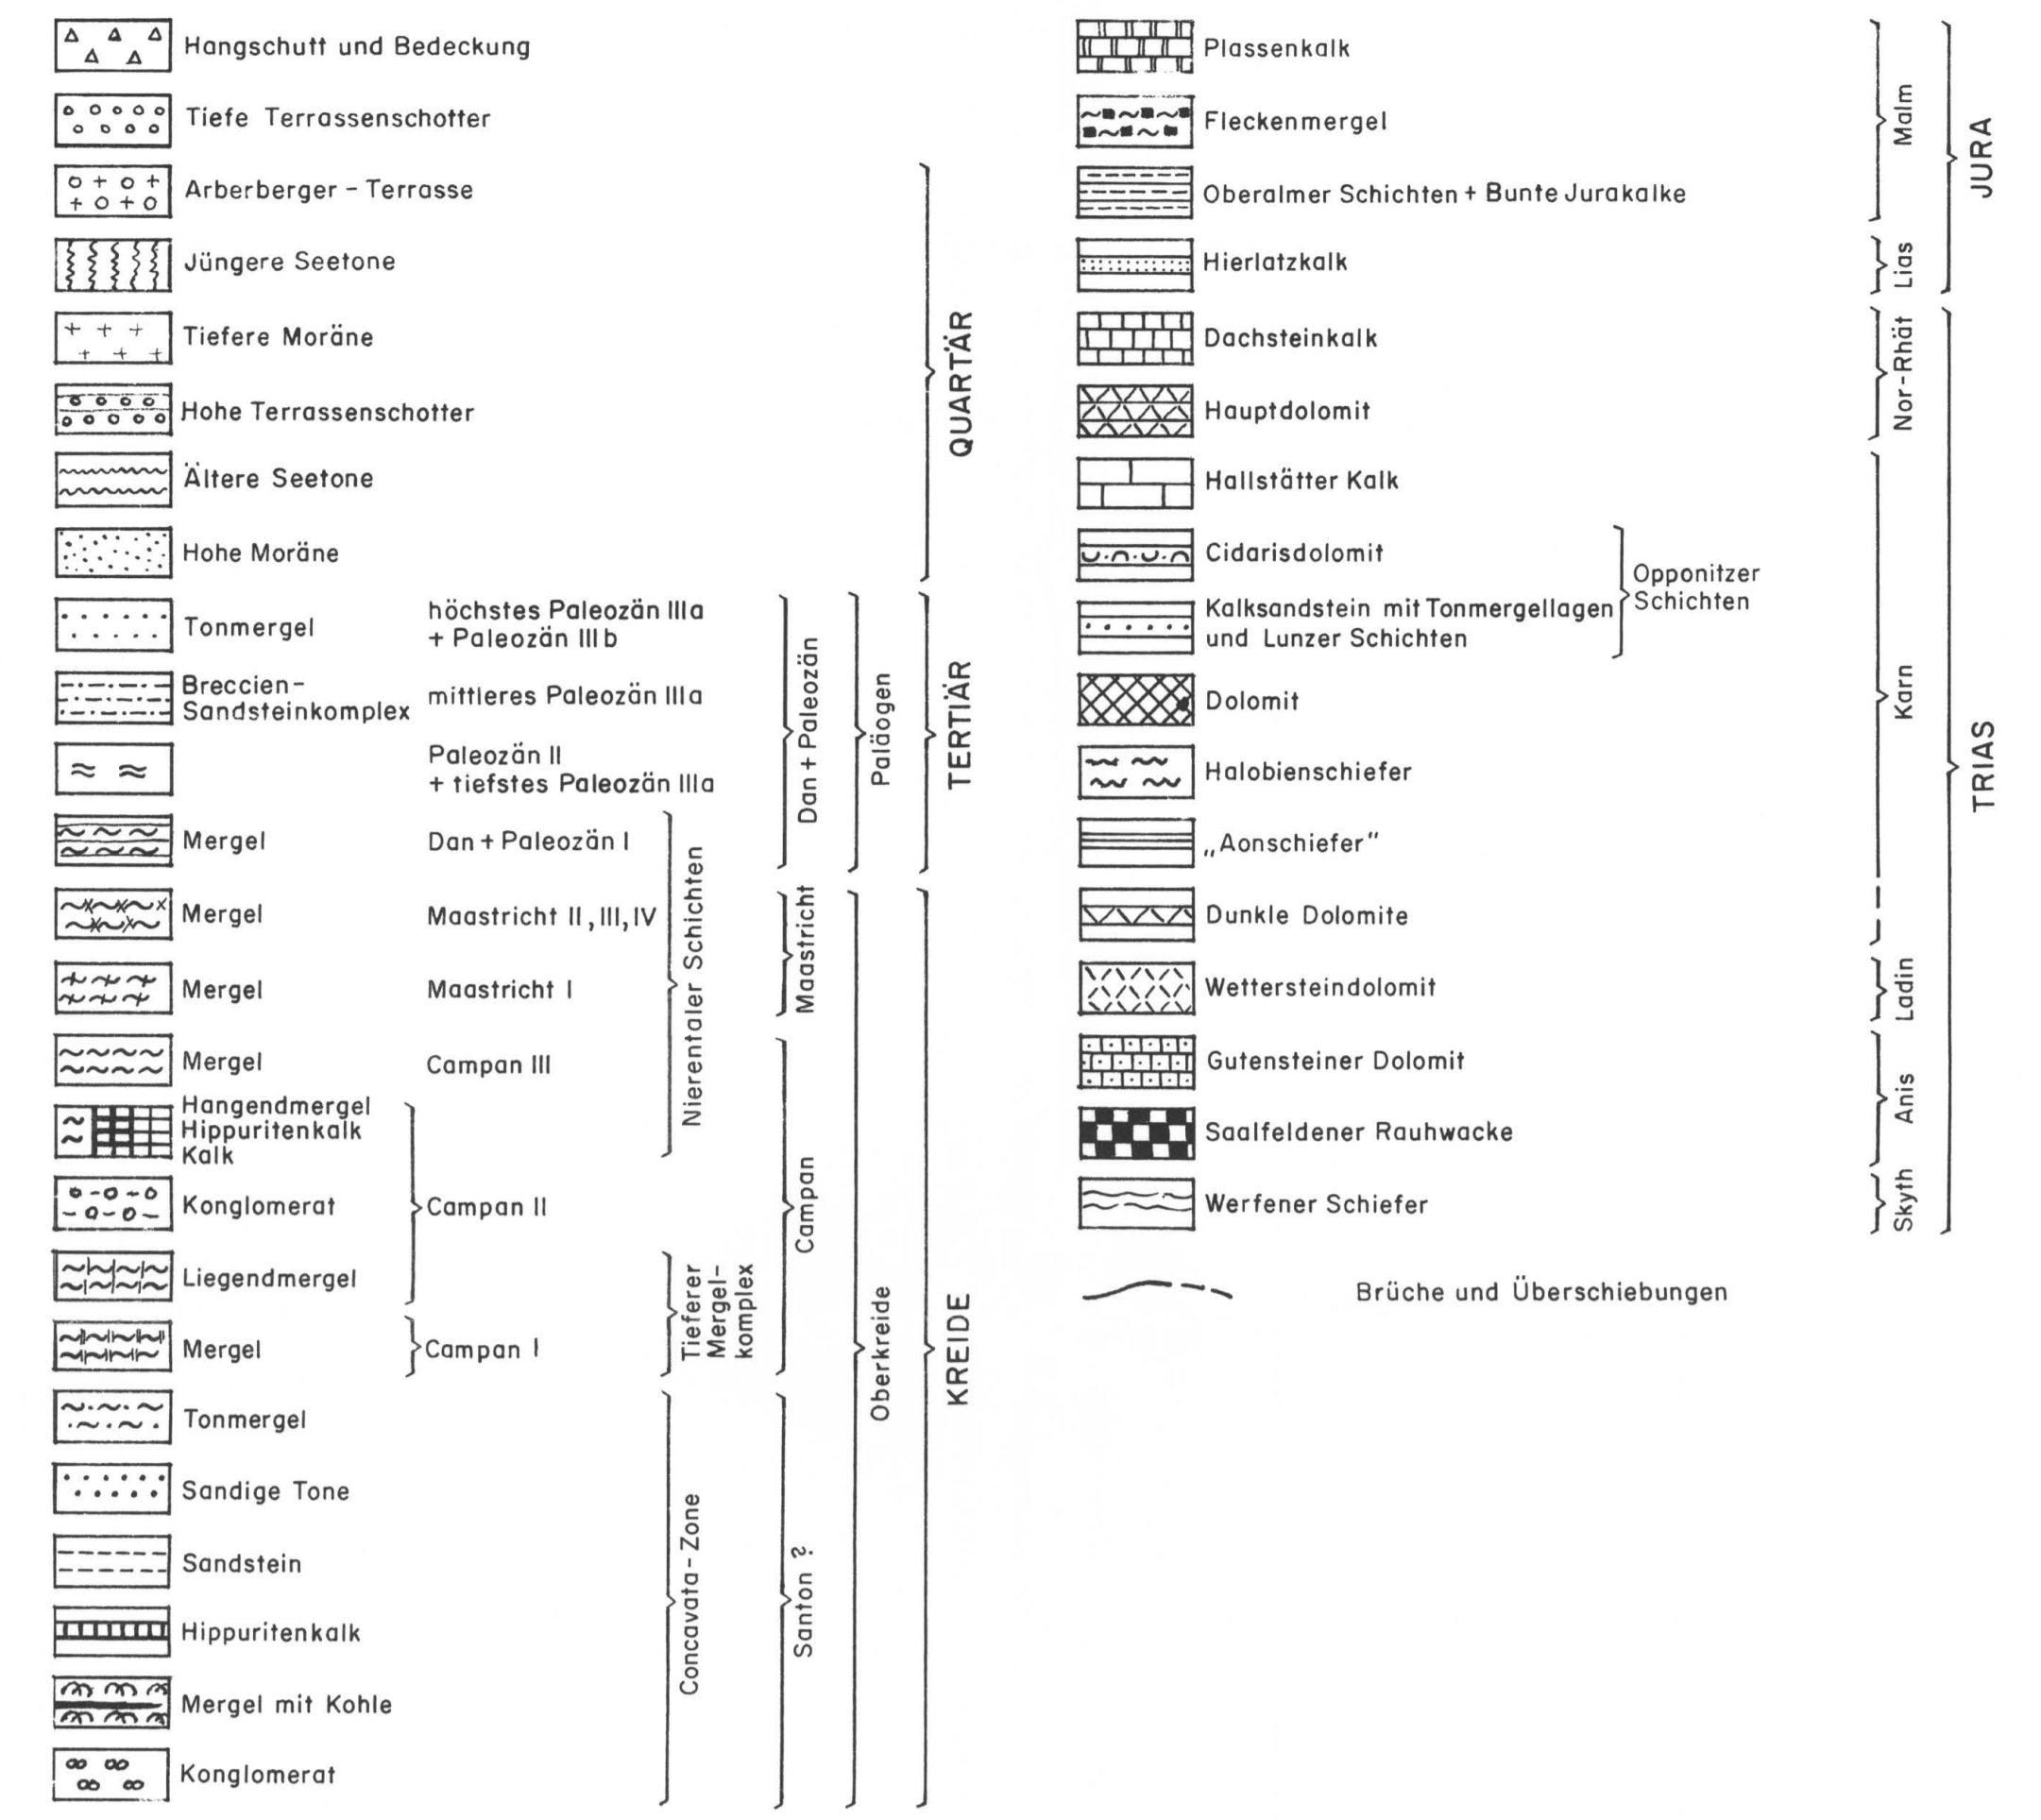 Hangschutt und Bedeckung
Tiefe Terrassenschotter
Arberberger – Terrasse
Jüngere Seetone
Tiefere Moräne
Hohe Terrassenschotter
Ältere Seetone
Hohe Moräne
QUARTÄR
Tonmergel
höchstes Paleozän IIIa
+ Paleozän IIIb
Breccien-
Sandsteinkomplex
mittleres Paleozän IIIa
Paleozän II
+ tiefstes Paleozän IIIa
Mergel
Dan + Paleozän I
Dan + Paleozän
Paläogen
TERTIÄR
Mergel
Maastricht II, III, IV
Mergel
Maastricht I
Maastricht
Mergel
Campan III
Nierentaler Schichten
Hangendmergel
Hippuritenkalk
Kalk
Konglomerat
Campan II
Liegendmergel
Mergel
Campan I
Tieferer
Mergel-
komplex
Campan
Tonmergel
Sandige Tone
Sandstein
Hippuritenkalk
Mergel mit Kohle
Konglomerat
Concavata – Zone
Santon ?
Oberkreide
KREIDE
Plassenkalk
Fleckenmergel
Oberalmer Schichten + Bunte Jurakalke
Malm
Hierlatzkalk
Lias
JURA
Dachsteinkalk
Hauptdolomit
Nor-Rhät
Hallstätter Kalk
Cidarisdolomit
Kalksandstein mit Tonmergellagen
und Lunzer Schichten
Opponitzer
Schichten
Dolomit
Halobienschiefer
„Aonschiefer"
Dunkle Dolomite
Karn
Wettersteindolomit
Ladin
Gutensteiner Dolomit
Saalfeldener Rauhwacke
Anis
Werfener Schiefer
Skyth
TRIAS
Brüche und Überschiebungen